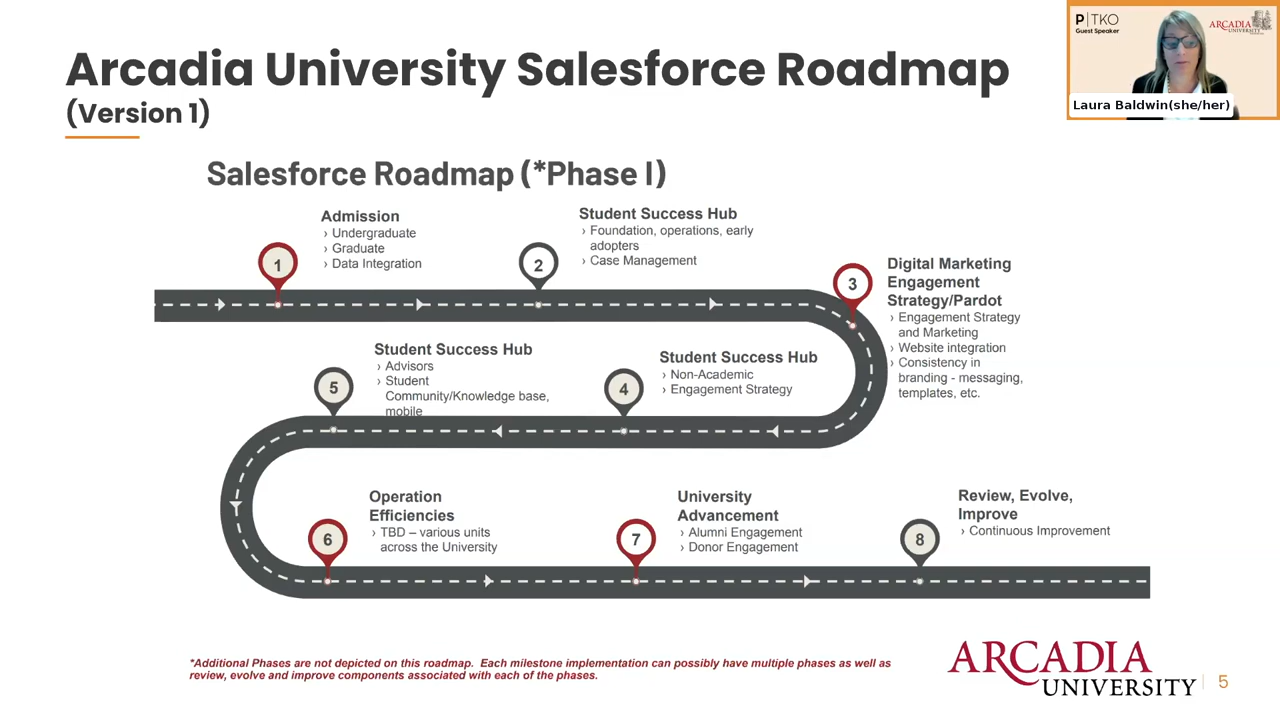 Arcadia University Salesforce Roadmap
(Version 1)
P|TKO
Guest Speaker
ARCADIA
UNIVERSITY
Laura Baldwin(she/her)
Salesforce Roadmap (*Phase I)
1
Admission
› Undergraduate
› Graduate
› Data Integration
2
Student Success Hub
› Foundation, operations, early
adopters
› Case Management
3
Digital Marketing
Engagement
Strategy/Pardot
› Engagement Strategy
and Marketing
› Website integration
› Consistency in
branding - messaging,
templates, etc.
4
Student Success Hub
› Non-Academic
› Engagement Strategy
5
Student Success Hub
› Advisors
› Student
Community/Knowledge base,
mobile
6
Operation
Efficiencies
› TBD – various units
across the University
7
University
Advancement
› Alumni Engagement
› Donor Engagement
8
Review, Evolve,
Improve
› Continuous Improvement
*Additional Phases are not depicted on this roadmap. Each milestone implementation can possibly have multiple phases as well as
review, evolve and improve components associated with each of the phases.
ARCADIA
UNIVERSITY
5